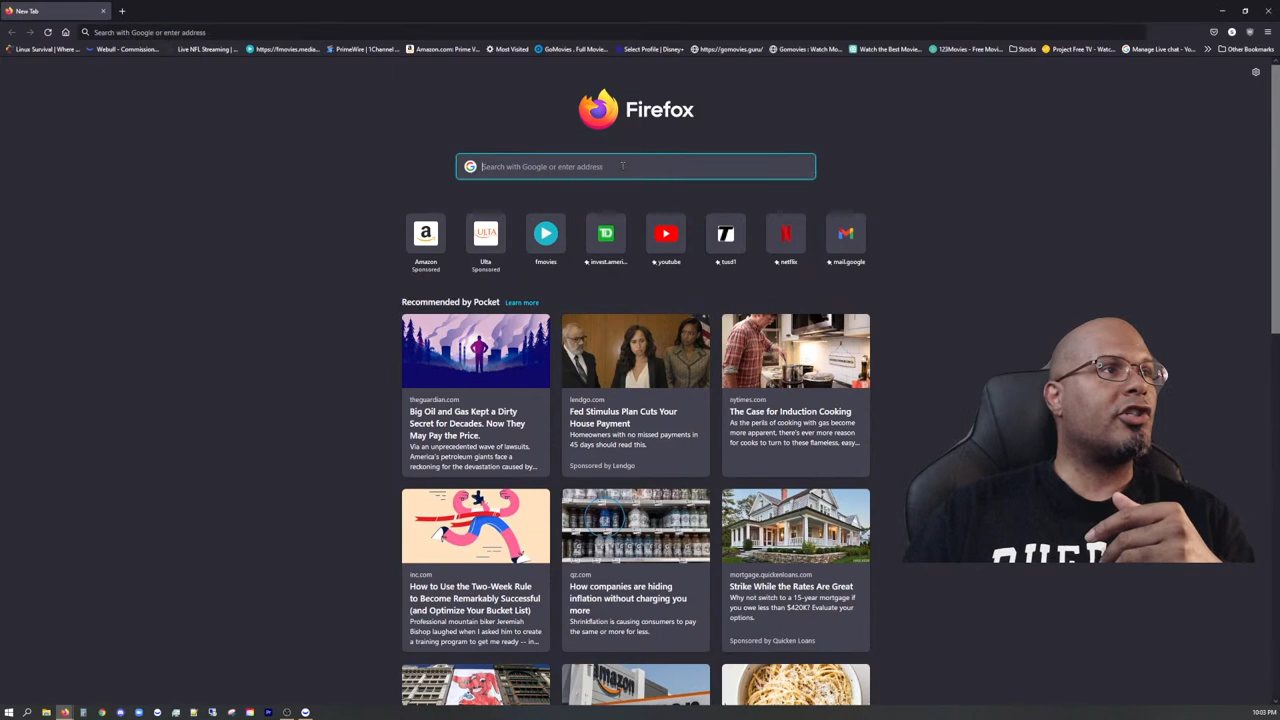 New Tab
Search with Google or enter address
Linux Survival | Where ...
Webull - Commission...
Live NFL Streaming | ...
https://fmovies.media...
PrimeWire | 1Channel ...
Amazon.com: Prime V...
Most Visited
GoMovies . Full Movie...
Select Profile | Disney+
https://gomovies.guru/
Gomovies : Watch Mo...
Watch the Best Movie...
123Movies - Free Movi...
Stocks
Project Free TV - Watc...
Manage Live chat - Yo...
Other Bookmarks
Firefox
Search with Google or enter address
a
ULTA
TD
T
N
Amazon
Sponsored
Ulta
Sponsored
fmovies
invest.ameri...
youtube
tusd1
netflix
mail.google
Recommended by Pocket
Learn more
theguardian.com
Big Oil and Gas Kept a Dirty
Secret for Decades. Now They
May Pay the Price.
Via an unprecedented wave of lawsuits,
America's petroleum giants face a
reckoning for the devastation caused by...
lendgo.com
Fed Stimulus Plan Cuts Your
House Payment
Homeowners with no missed payments in
45 days should read this.
Sponsored by Lendgo
nytimes.com
The Case for Induction Cooking
As the perils of cooking with gas become
more apparent, there's ever more reason
for cooks to turn to these flameless, easy...
inc.com
How to Use the Two-Week Rule
to Become Remarkably Successful
(and Optimize Your Bucket List)
Professional mountain biker Jeremiah
Bishop laughed when I asked him to create
a training program to get me ready -- in...
qz.com
How companies are hiding
inflation without charging you
more
Shrinkflation is causing consumers to pay
the same or more for less.
mortgage.quickenloans.com
Strike While the Rates Are Great
Why not switch to a 15-year mortgage if
you owe less than $420K? Evaluate your
options.
Sponsored by Quicken Loans
amazon
10:03 PM